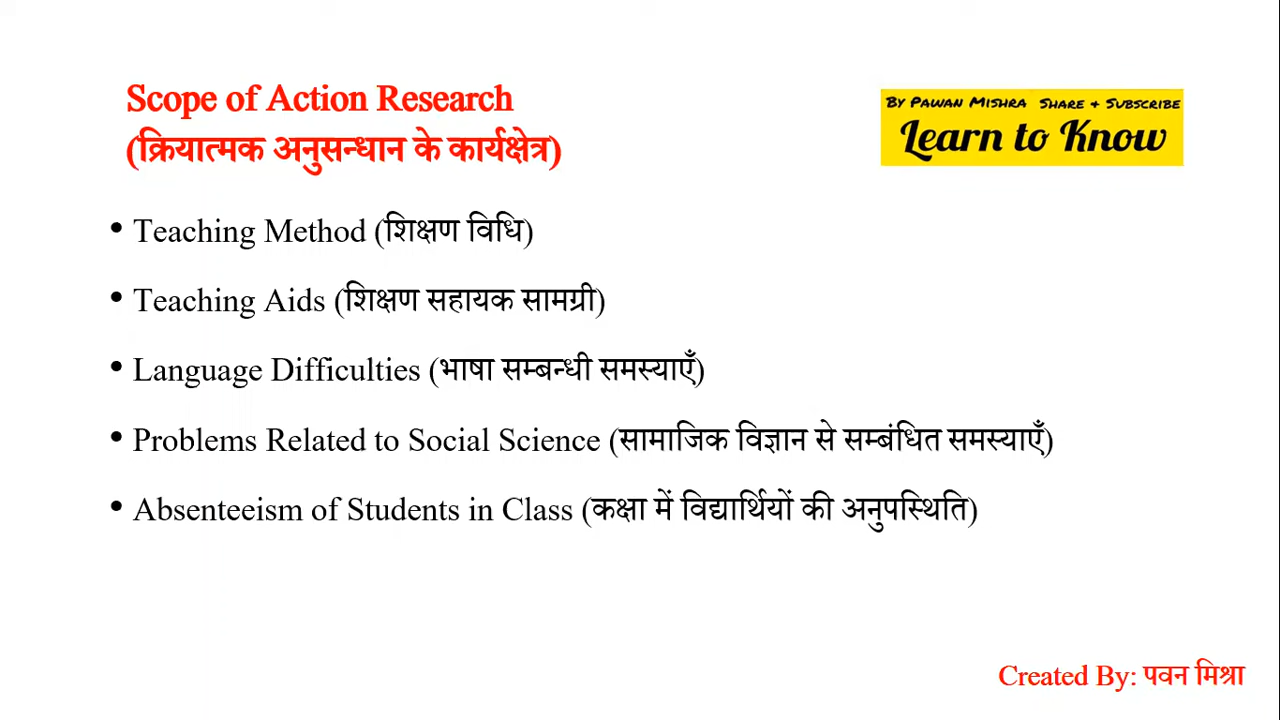 Scope of Action Research
(क्रियात्मक अनुसन्धान के कार्यक्षेत्र)
BY PAWAN MISHRA SHARE & SUBSCRIBE
Learn to Know
• Teaching Method (शिक्षण विधि)
• Teaching Aids (शिक्षण सहायक सामग्री)
• Language Difficulties (भाषा सम्बन्धी समस्याएँ)
• Problems Related to Social Science (सामाजिक विज्ञान से सम्बंधित समस्याएँ)
• Absenteeism of Students in Class (कक्षा में विद्यार्थियों की अनुपस्थिति)
Created By: पवन मिश्रा